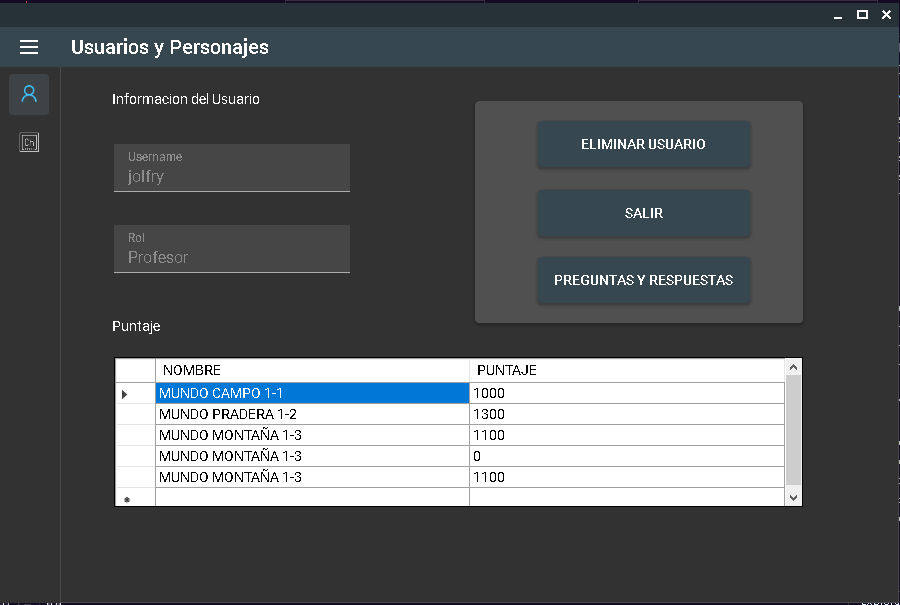 Usuarios y Personajes
Informacion del Usuario
Username
jolfry
Rol
Profesor
ELIMINAR USUARIO
SALIR
PREGUNTAS Y RESPUESTAS
Puntaje
NOMBRE PUNTAJE
MUNDO CAMPO 1-1 1000
MUNDO PRADERA 1-2 1300
MUNDO MONTAÑA 1-3 1100
MUNDO MONTAÑA 1-3 0
MUNDO MONTAÑA 1-3 1100